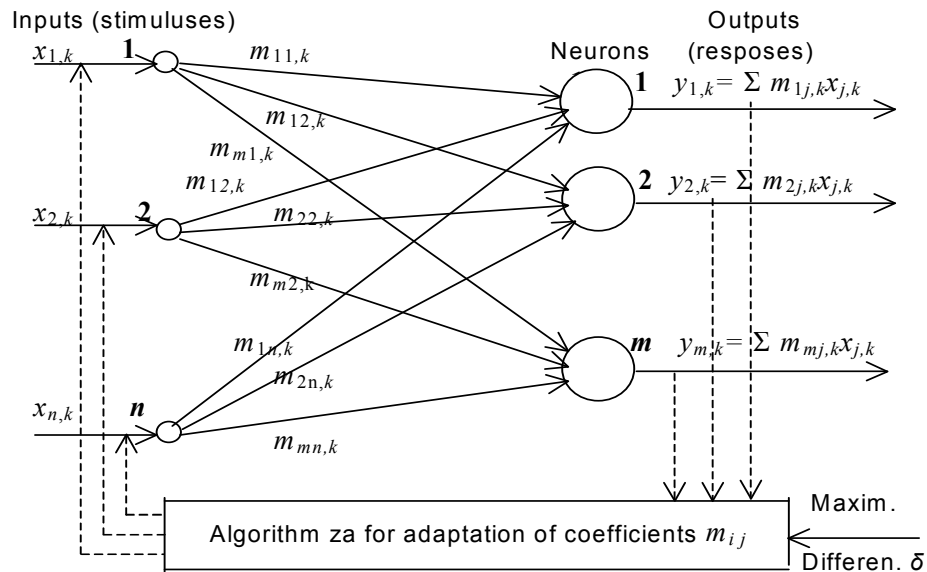 Inputs (stimuluses)
Outputs
(resposes)
Neurons
x1,k
1
m11,k
1
y1,k= Σ m1j,kxj,k
m12,k
mm1,k
m12,k
2
y2,k= Σ m2j,kxj,k
x2,k
2
m22,k
mm2,k
m1n,k
m
ym,k= Σ mmj,kxj,k
m2n,k
xn,k
n
mmn,k
Maxim.
Algorithm za for adaptation of coefficients mij
Differen. δ